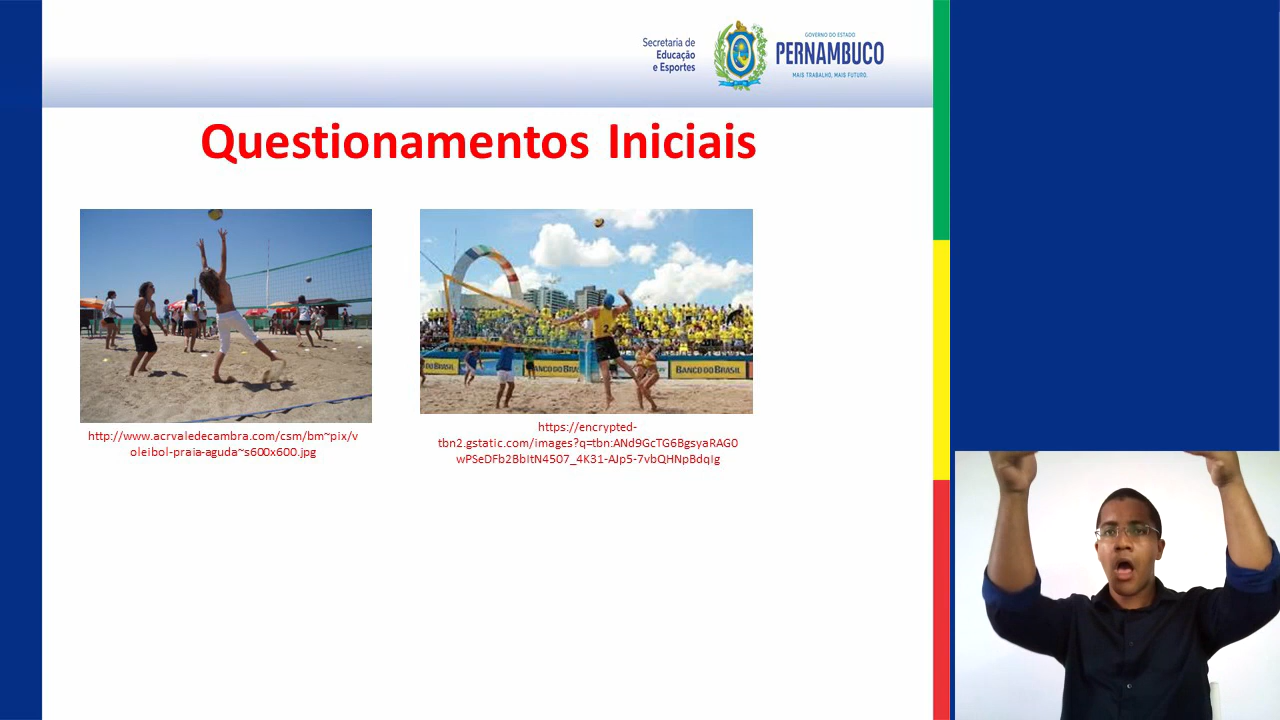 Secretaria de
Educação
e Esportes
GOVERNO DO ESTADO
PERNAMBUCO
MAIS TRABALHO, MAIS FUTURO.
Questionamentos Iniciais
2
BANCO DO BRASIL
BANCO DO BRASIL
http://www.acrvaledecambra.com/csm/bm~pix/v
oleibol-praia-aguda~s600x600.jpg
https://encrypted-
tbn2.gstatic.com/images?q=tbn:ANd9GcTG6BgsyaRAG0
wPSeDFb2BbItN4507_4K31-AJp5-7vbQHNpBdqIg